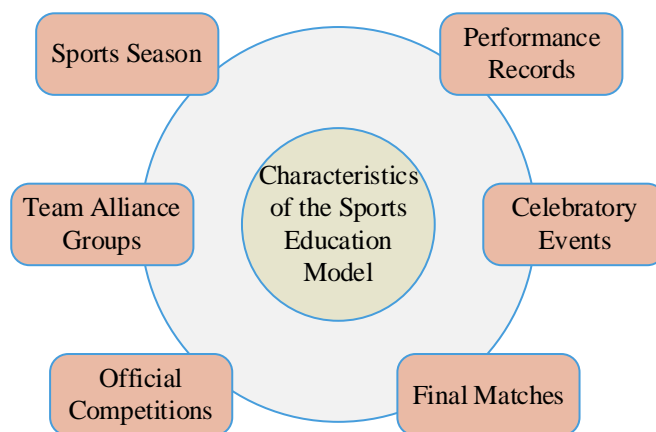 Sports Season
Performance
Records
Characteristics
of the Sports
Education
Model
Team Alliance
Groups
Celebratory
Events
Official
Competitions
Final Matches